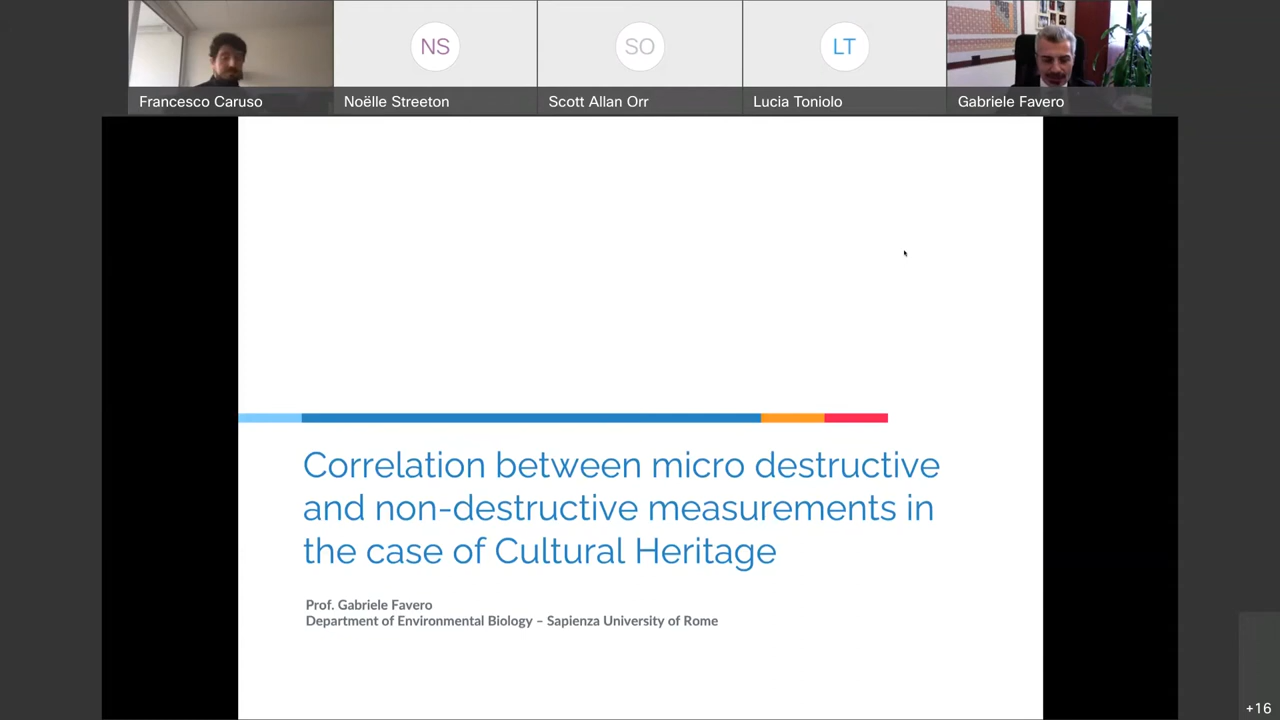 NS
SO
LT
Francesco Caruso
Noëlle Streeton
Scott Allan Orr
Lucia Toniolo
Gabriele Favero
Correlation between micro destructive
and non-destructive measurements in
the case of Cultural Heritage
Prof. Gabriele Favero
Department of Environmental Biology – Sapienza University of Rome
+16